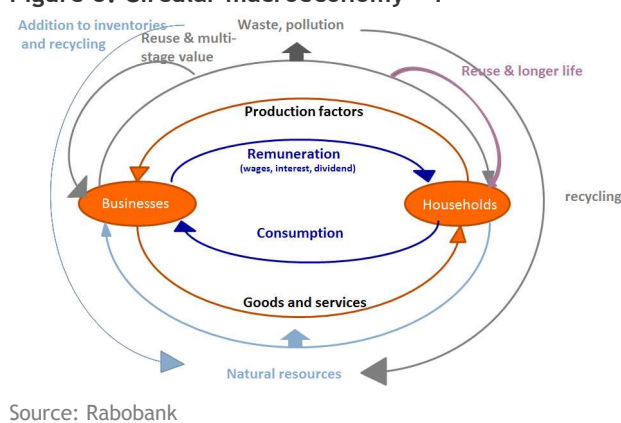 Addition to inventories
and recycling
Waste, pollution
Reuse & multi-
stage value
Reuse & longer life
Production factors
Remuneration
(wages, interest, dividend)
Businesses
Households
recycling
Consumption
Goods and services
Natural resources
Source: Rabobank